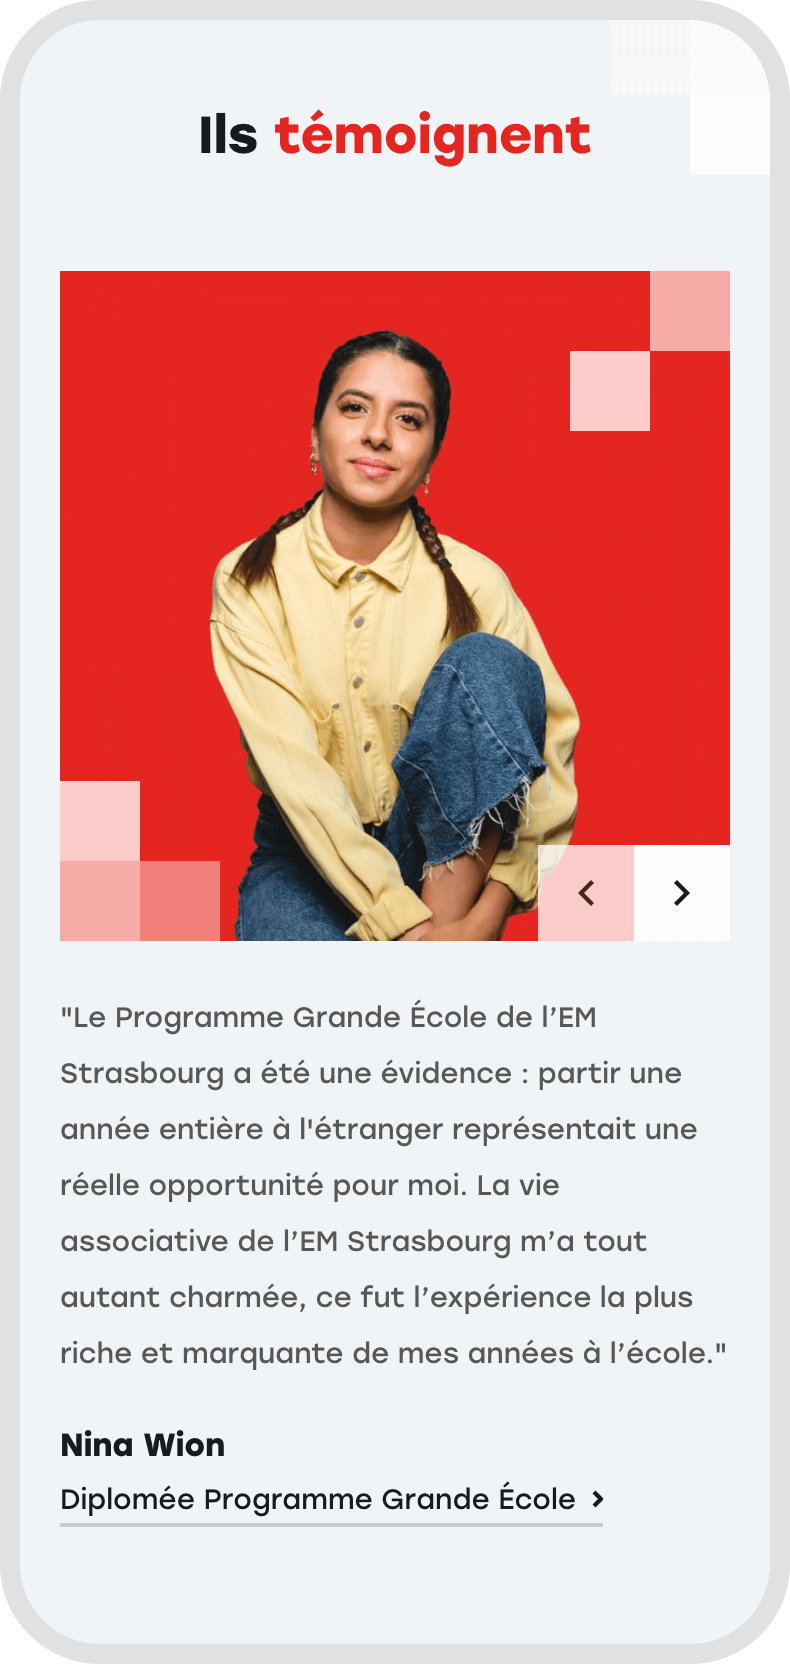 Ils témoignent
"Le Programme Grande École de l’EM
Strasbourg a été une évidence : partir une
année entière à l'étranger représentait une
réelle opportunité pour moi. La vie
associative de l’EM Strasbourg m’a tout
autant charmée, ce fut l’expérience la plus
riche et marquante de mes années à l’école."
Nina Wion
Diplomée Programme Grande École